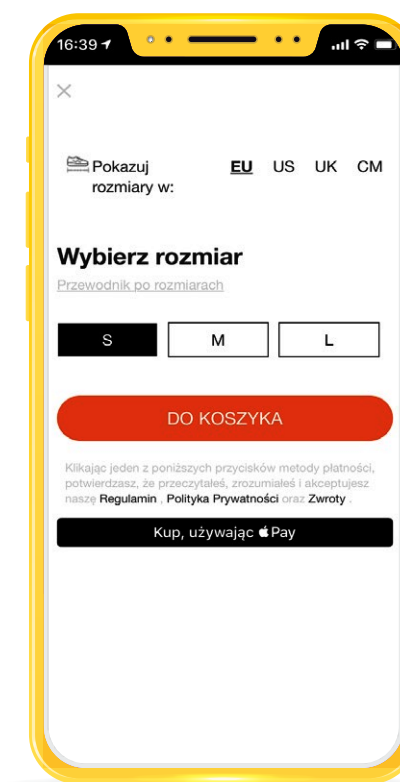 16:39
Pokazuj EU US UK CM
rozmiary w:
Wybierz rozmiar
Przewodnik po rozmiarach
S M L
DO KOSZYKA
Klikając jeden z poniższych przycisków metody płatności,
potwierdzasz, że przeczytałeś, zrozumiałeś i akceptujesz
naszę Regulamin , Polityka Prywatności oraz Zwroty .
Kup, używając Pay